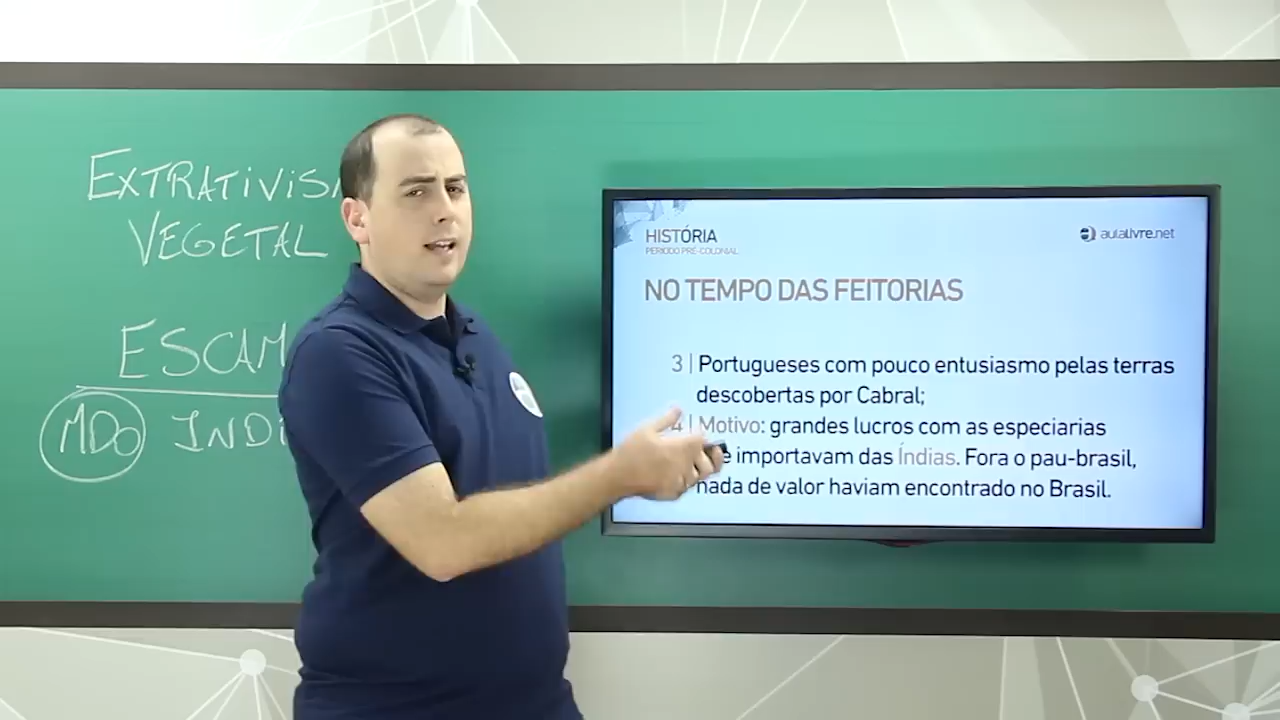 EXTRATIVIS
VEGETAL
ESCAM
MDO INDI
HISTÓRIA
PERIODO PRÉ-COLONIAL
aulalivre.net
NO TEMPO DAS FEITORIAS
3 | Portugueses com pouco entusiasmo pelas terras
descobertas por Cabral;
4 | Motivo: grandes lucros com as especiarias
e importavam das Índias. Fora o pau-brasil,
nada de valor haviam encontrado no Brasil.